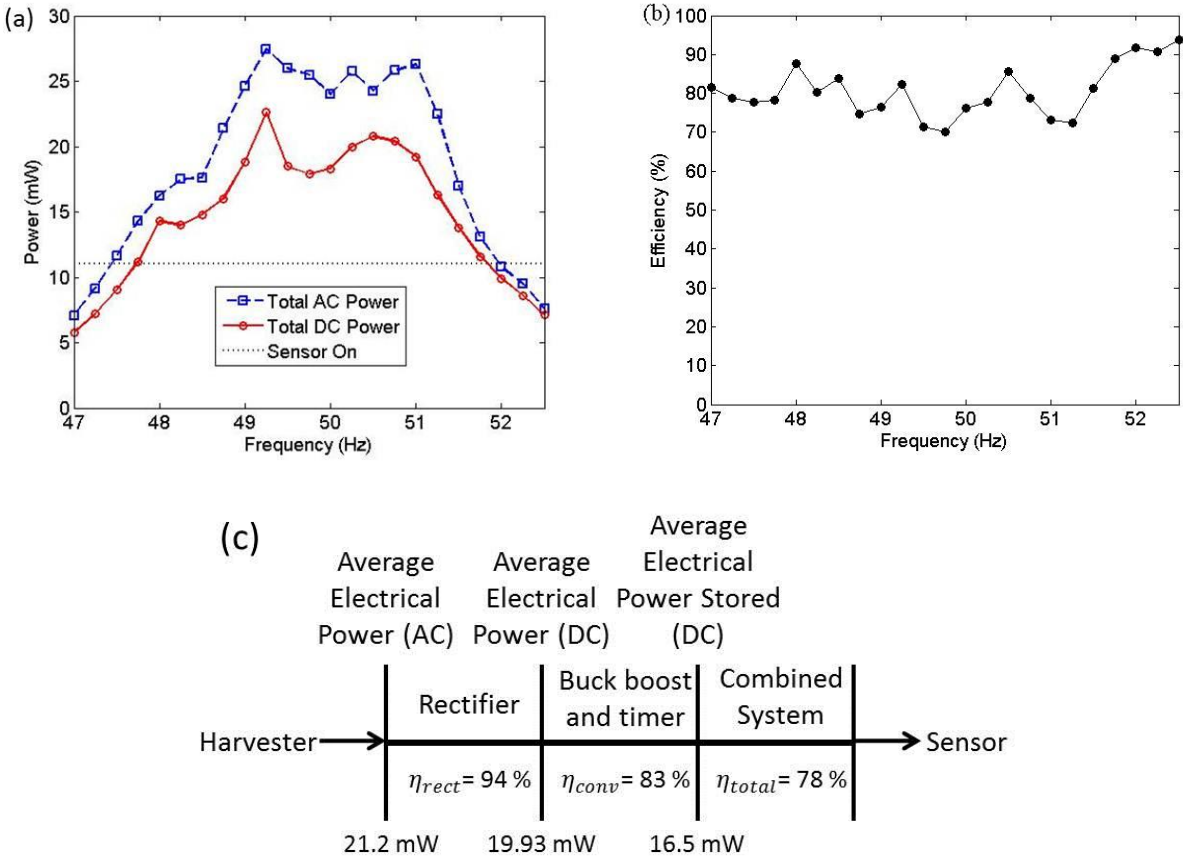 (a)
30
25
20
15
10
5
0
Power (mW)
Total AC Power
Total DC Power
Sensor On
47 48 49 50 51 52
Frequency (Hz)
(b)
100
90
80
70
60
50
40
30
20
10
0
Efficiency (%)
47 48 49 50 51 52
Frequency (Hz)
(c)
Average
Electrical
Power (AC)
Average
Electrical
Power (DC)
Average
Electrical
Power Stored
(DC)
Harvester
Rectifier
Buck boost
and timer
Combined
System
Sensor
η_rect= 94 %
η_conv= 83 %
η_total= 78 %
21.2 mW
19.93 mW
16.5 mW